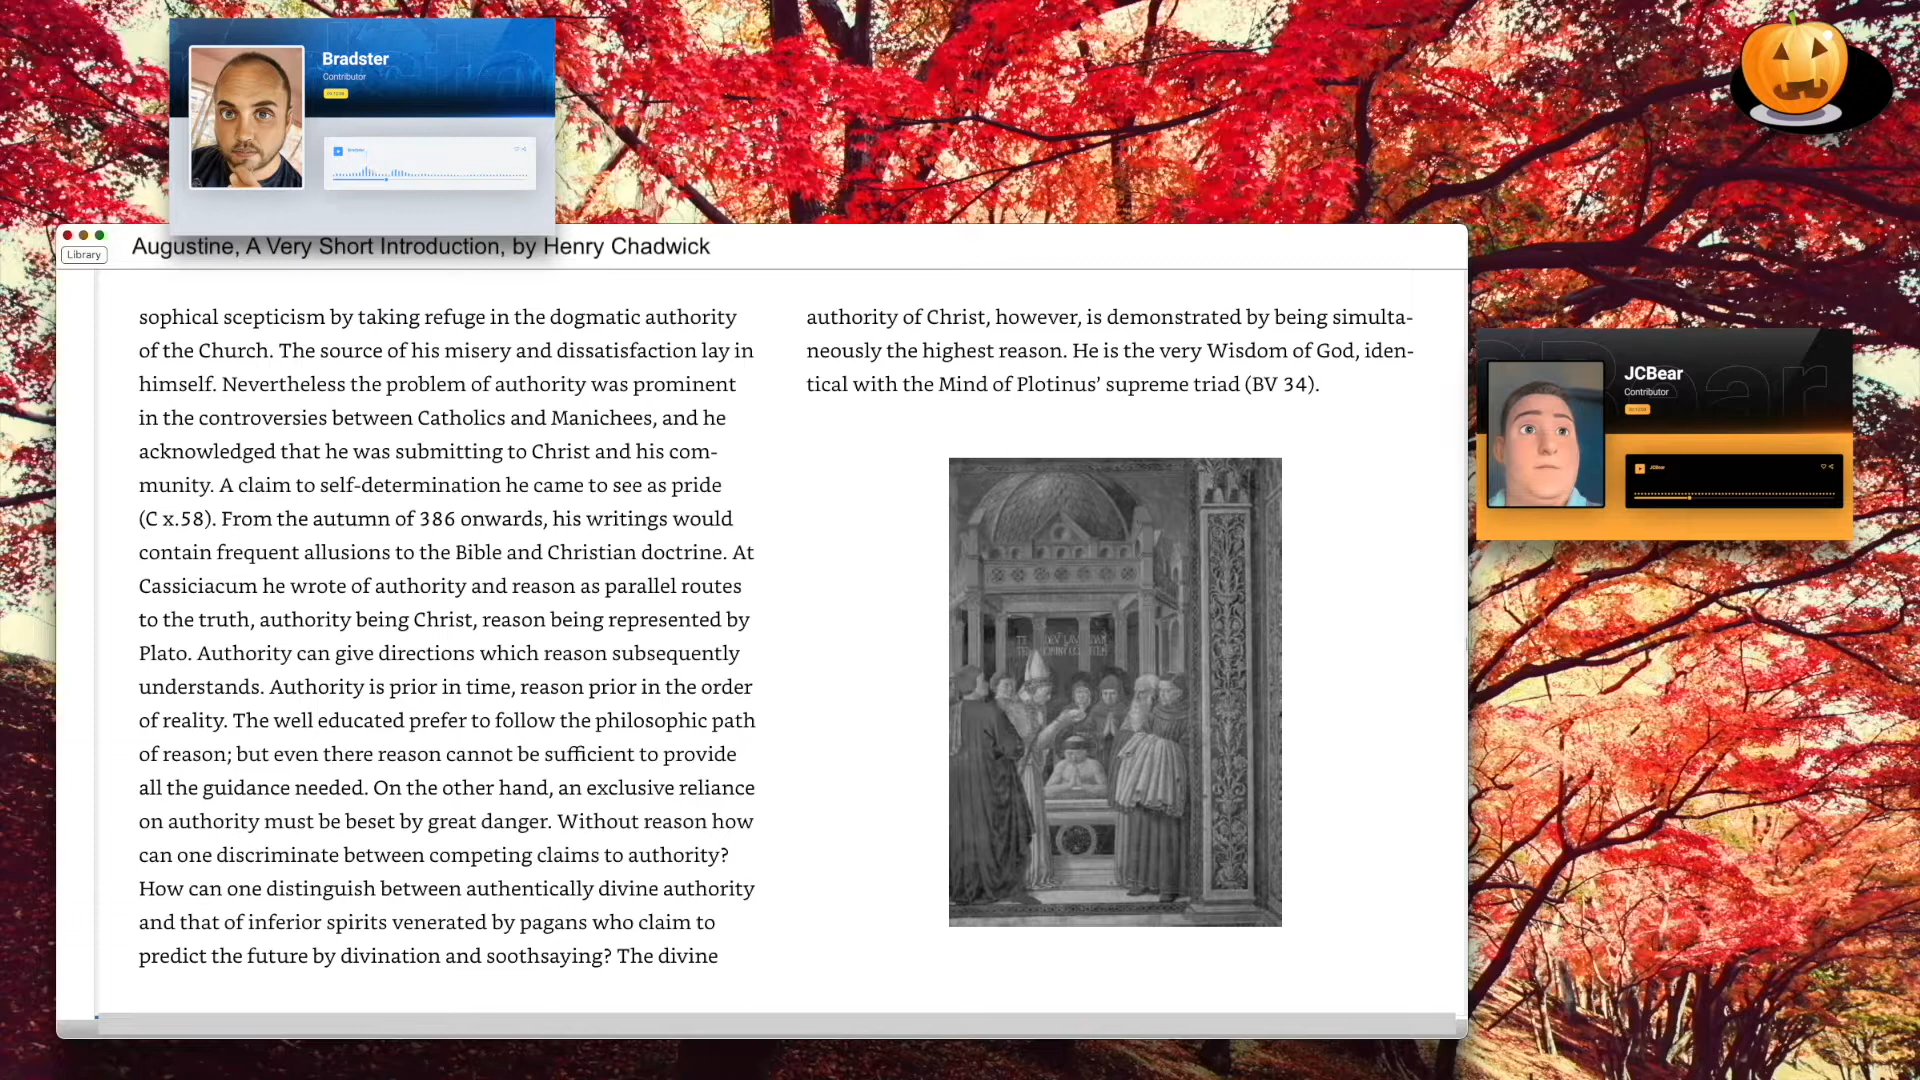 Bradster
Contributor
Augustine, A Very Short Introduction, by Henry Chadwick
Library
sophical scepticism by taking refuge in the dogmatic authority
of the Church. The source of his misery and dissatisfaction lay in
himself. Nevertheless the problem of authority was prominent
in the controversies between Catholics and Manichees, and he
acknowledged that he was submitting to Christ and his com-
munity. A claim to self-determination he came to see as pride
(C x.58). From the autumn of 386 onwards, his writings would
contain frequent allusions to the Bible and Christian doctrine. At
Cassiciacum he wrote of authority and reason as parallel routes
to the truth, authority being Christ, reason being represented by
Plato. Authority can give directions which reason subsequently
understands. Authority is prior in time, reason prior in the order
of reality. The well educated prefer to follow the philosophic path
of reason; but even there reason cannot be sufficient to provide
all the guidance needed. On the other hand, an exclusive reliance
on authority must be beset by great danger. Without reason how
can one discriminate between competing claims to authority?
How can one distinguish between authentically divine authority
and that of inferior spirits venerated by pagans who claim to
predict the future by divination and soothsaying? The divine
authority of Christ, however, is demonstrated by being simulta-
neously the highest reason. He is the very Wisdom of God, iden-
tical with the Mind of Plotinus’ supreme triad (BV 34).
JCBear
Contributor
JCBear